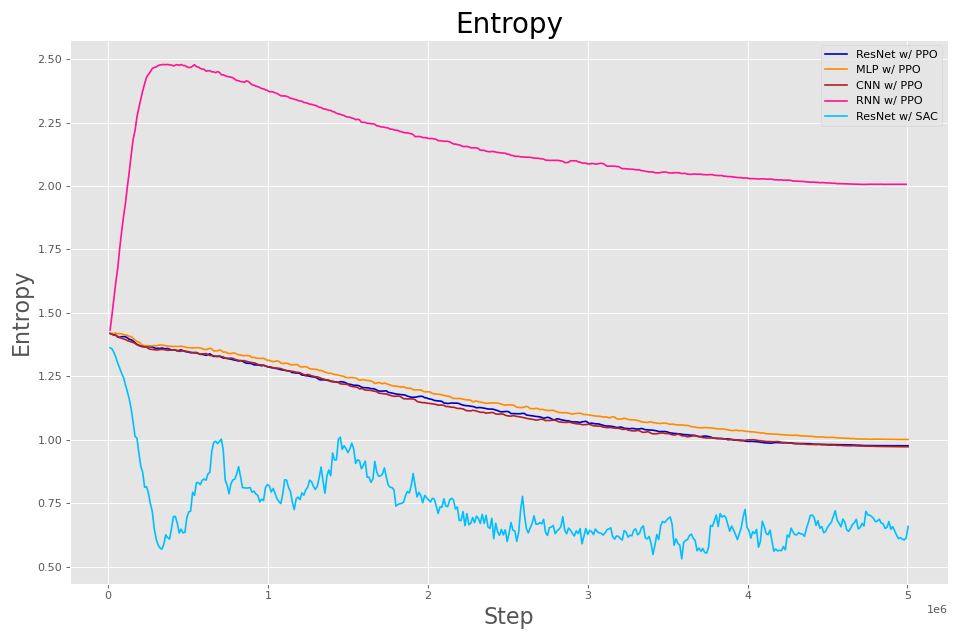 Entropy
ResNet w/ PPO
MLP w/ PPO
CNN w/ PPO
RNN w/ PPO
ResNet w/ SAC
Entropy
2.50
2.25
2.00
1.75
1.50
1.25
1.00
0.75
0.50
0 1 2 3 4 5
1e6
Step